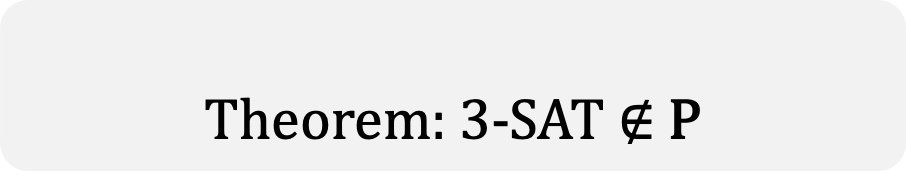 Theorem: 3-SAT ∉ P